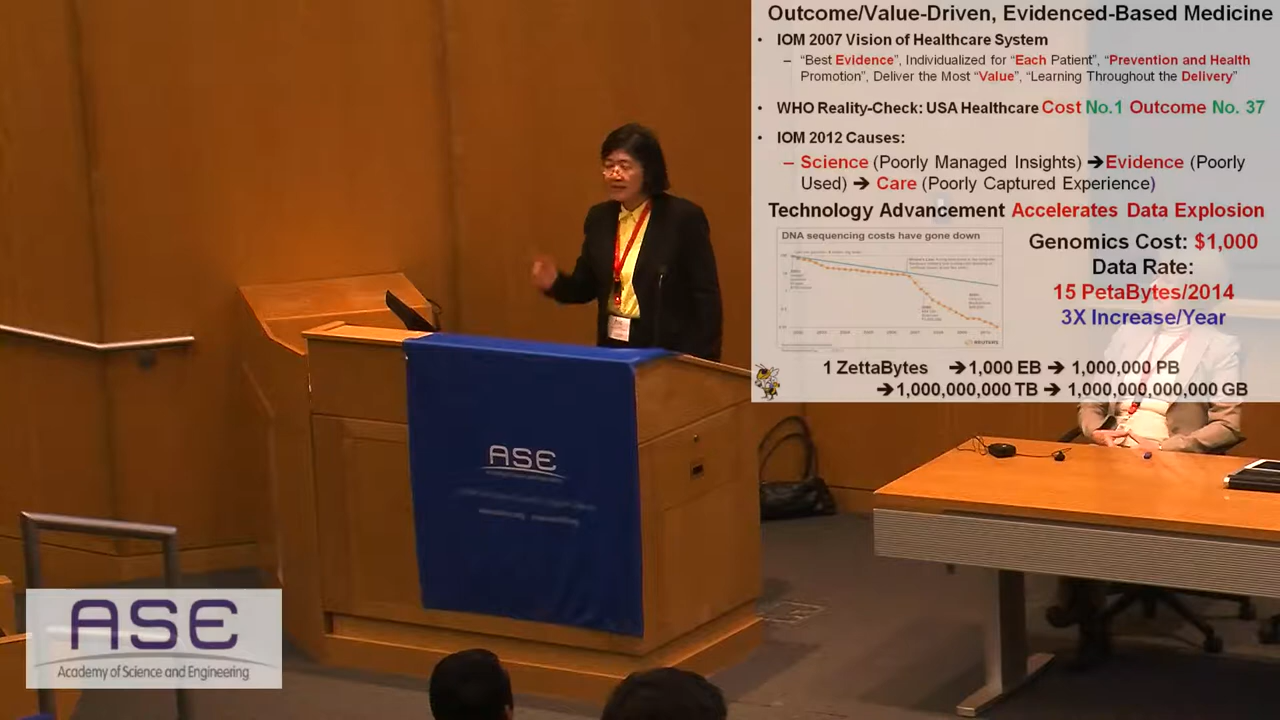 Outcome/Value-Driven, Evidenced-Based Medicine
• IOM 2007 Vision of Healthcare System
– “Best Evidence”, Individualized for “Each Patient”, “Prevention and Health
Promotion”, Deliver the Most “Value”, “Learning Throughout the Delivery”
• WHO Reality-Check: USA Healthcare Cost No.1 Outcome No. 37
• IOM 2012 Causes:
– Science (Poorly Managed Insights) ➔Evidence (Poorly
Used) ➔ Care (Poorly Captured Experience)
Technology Advancement Accelerates Data Explosion
DNA sequencing costs have gone down
REUTERS
Genomics Cost: $1,000
Data Rate:
15 PetaBytes/2014
3X Increase/Year
1 ZettaBytes ➔1,000 EB ➔ 1,000,000 PB
➔1,000,000,000 TB ➔ 1,000,000,000,000 GB
ASE
ASE
Academy of Science and Engineering